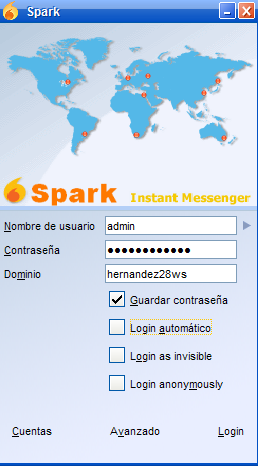 Spark
Spark Instant Messenger
Nombre de usuario admin
Contraseña ●●●●●●●●●●●●
Dominio hernandez28ws
Guardar contraseña
Login automático
Login as invisible
Login anonymously
Cuentas Avanzado Login